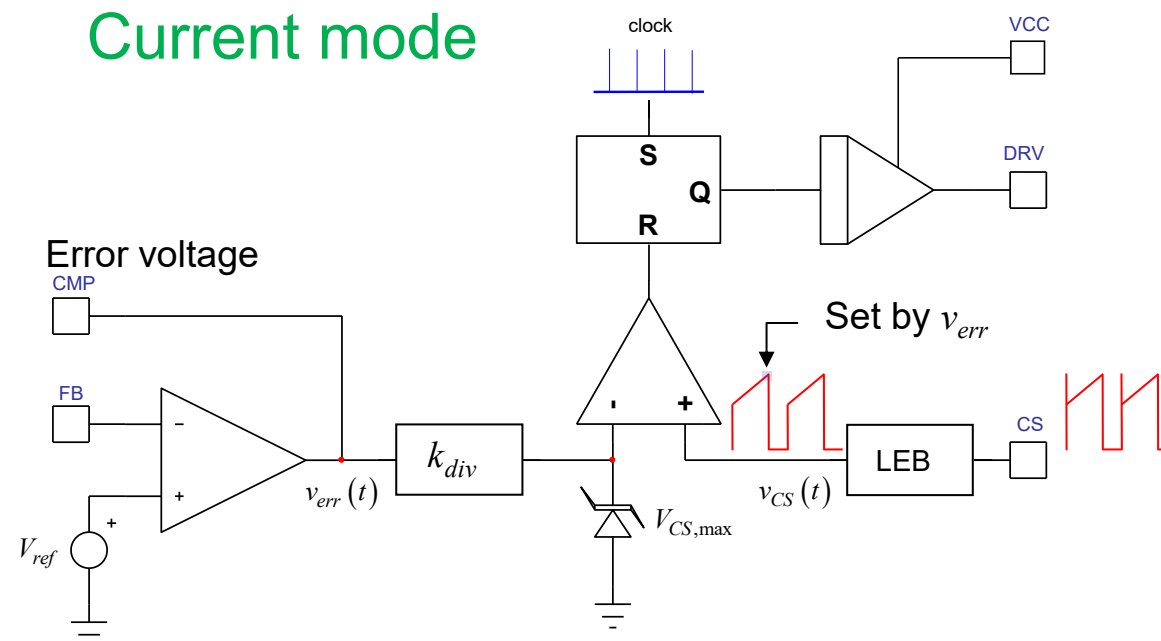 Current mode
clock
VCC
S
Q
R
DRV
Error voltage
CMP
Set by v_err
FB
−
+
- +
CS
k_div
LEB
v_err (t)
v_CS (t)
V_CS,max
+
V_ref